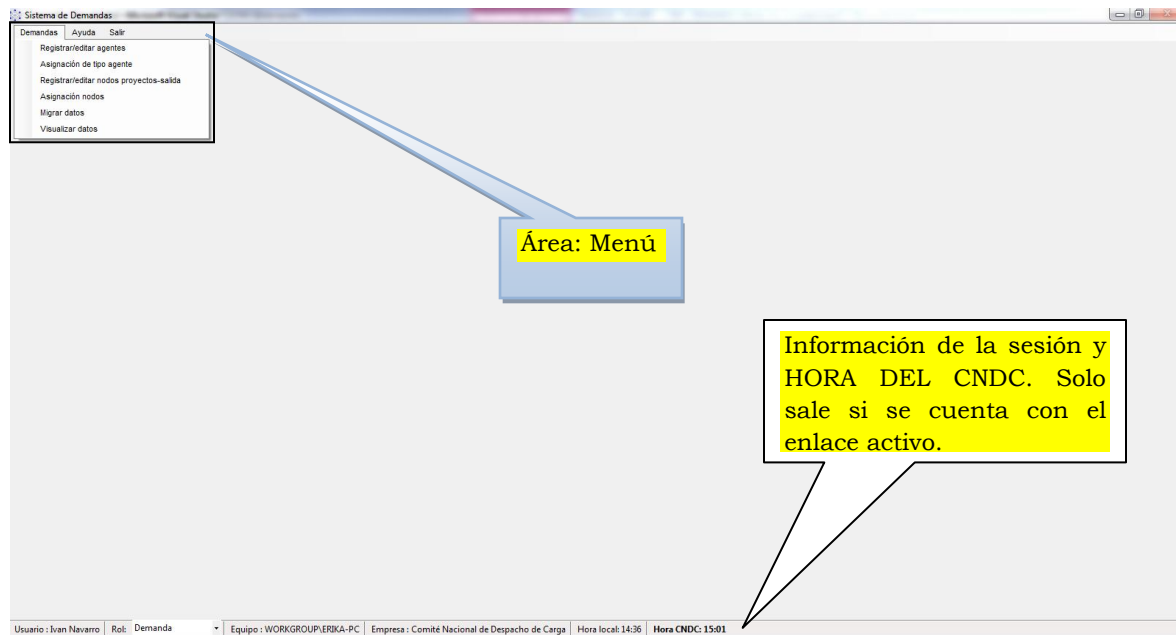 Sistema de Demandas
Demandas Ayuda Salir
Registrar/editar agentes
Asignación de tipo agente
Registrar/editar nodos proyectos-salida
Asignación nodos
Migrar datos
Visualizar datos
Área: Menú
Información de la sesión y
HORA DEL CNDC. Solo
sale si se cuenta con el
enlace activo.
Usuario : Ivan Navarro Rol: Demanda Equipo : WORKGROUP\ERIKA-PC Empresa : Comité Nacional de Despacho de Carga Hora local: 14:36 Hora CNDC: 15:01